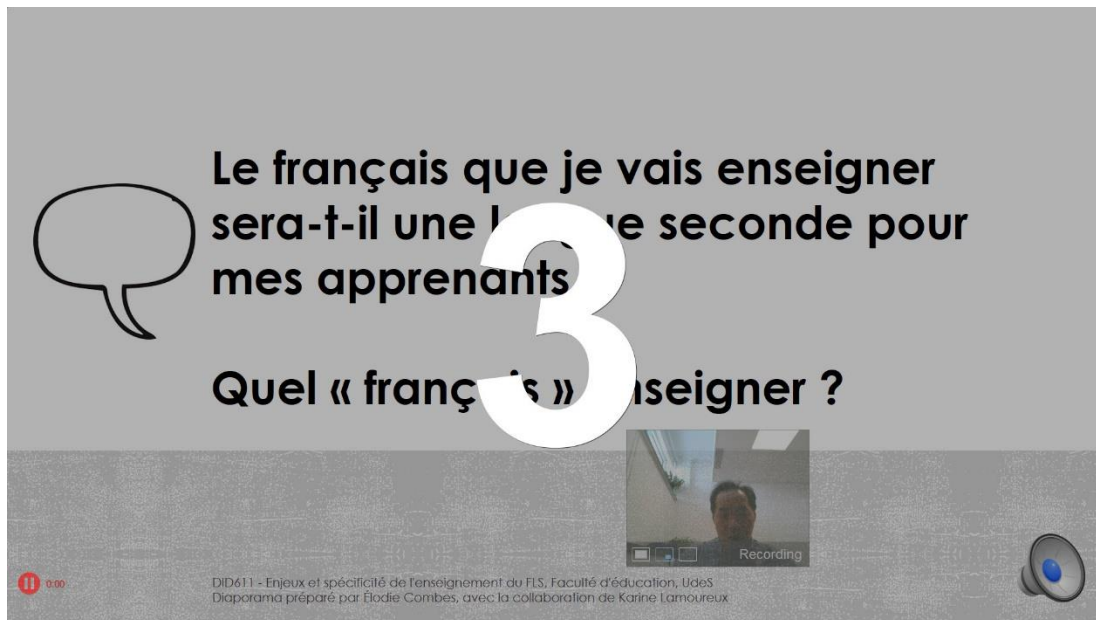 Le français que je vais enseigner
sera-t-il une seconde pour
mes apprenants
Quel « » ?
3
Recording
0:00
DID611 - Enjeux et spécificité de l'enseignement du FLS, Faculté d'éducation, UdeS
Diaporama préparé par Élodie Combes, avec la collaboration de Karine Lamoureux